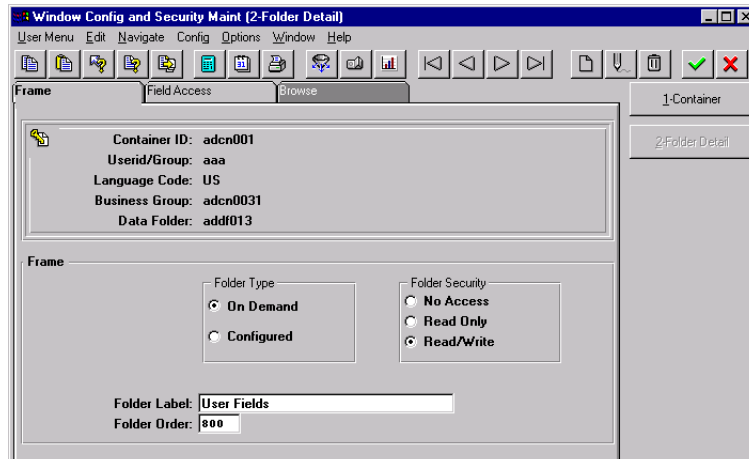 Window Config and Security Maint (2-Folder Detail)
User Menu Edit Navigate Config Options Window Help
Frame Field Access Browse
1-Container
2-Folder Detail
Container ID: adcn001
Userid/Group: aaa
Language Code: US
Business Group: adcn0031
Data Folder: addf013
Frame
Folder Type Folder Security
On Demand No Access
Read Only
Configured Read/Write
Folder Label: User Fields
Folder Order: 800